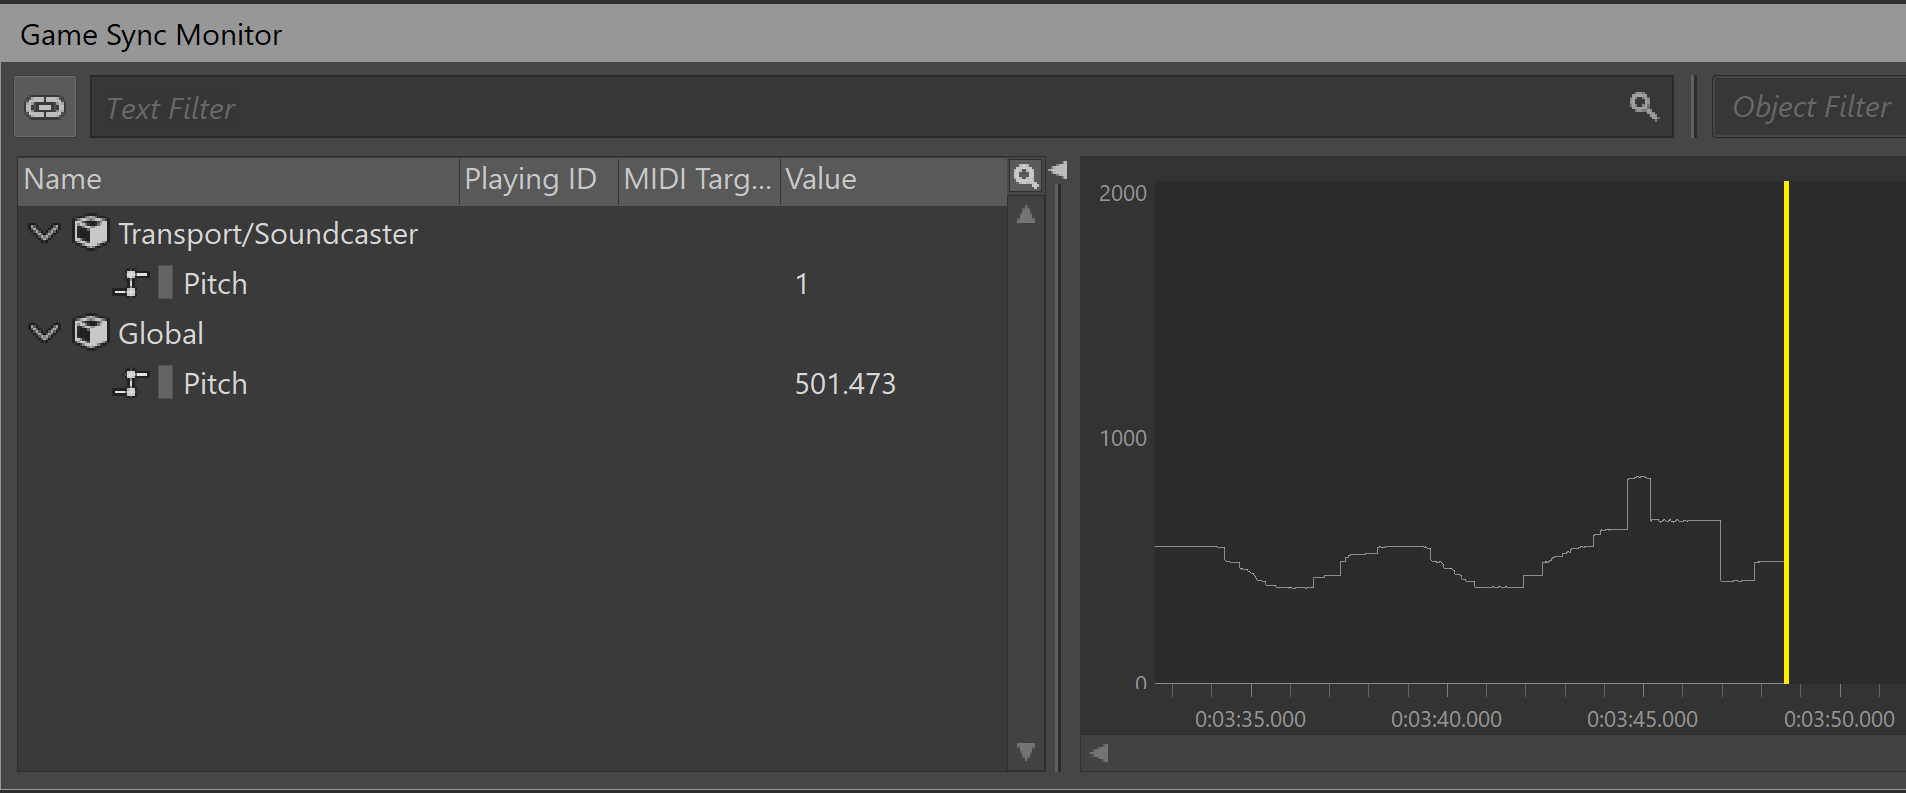 Game Sync Monitor
Text Filter
Object Filter
Name Playing ID MIDI Targ... Value
Transport/Soundcaster
Pitch 1
Global
Pitch 501.473
2000
1000
0
0:03:35.000 0:03:40.000 0:03:45.000 0:03:50.000